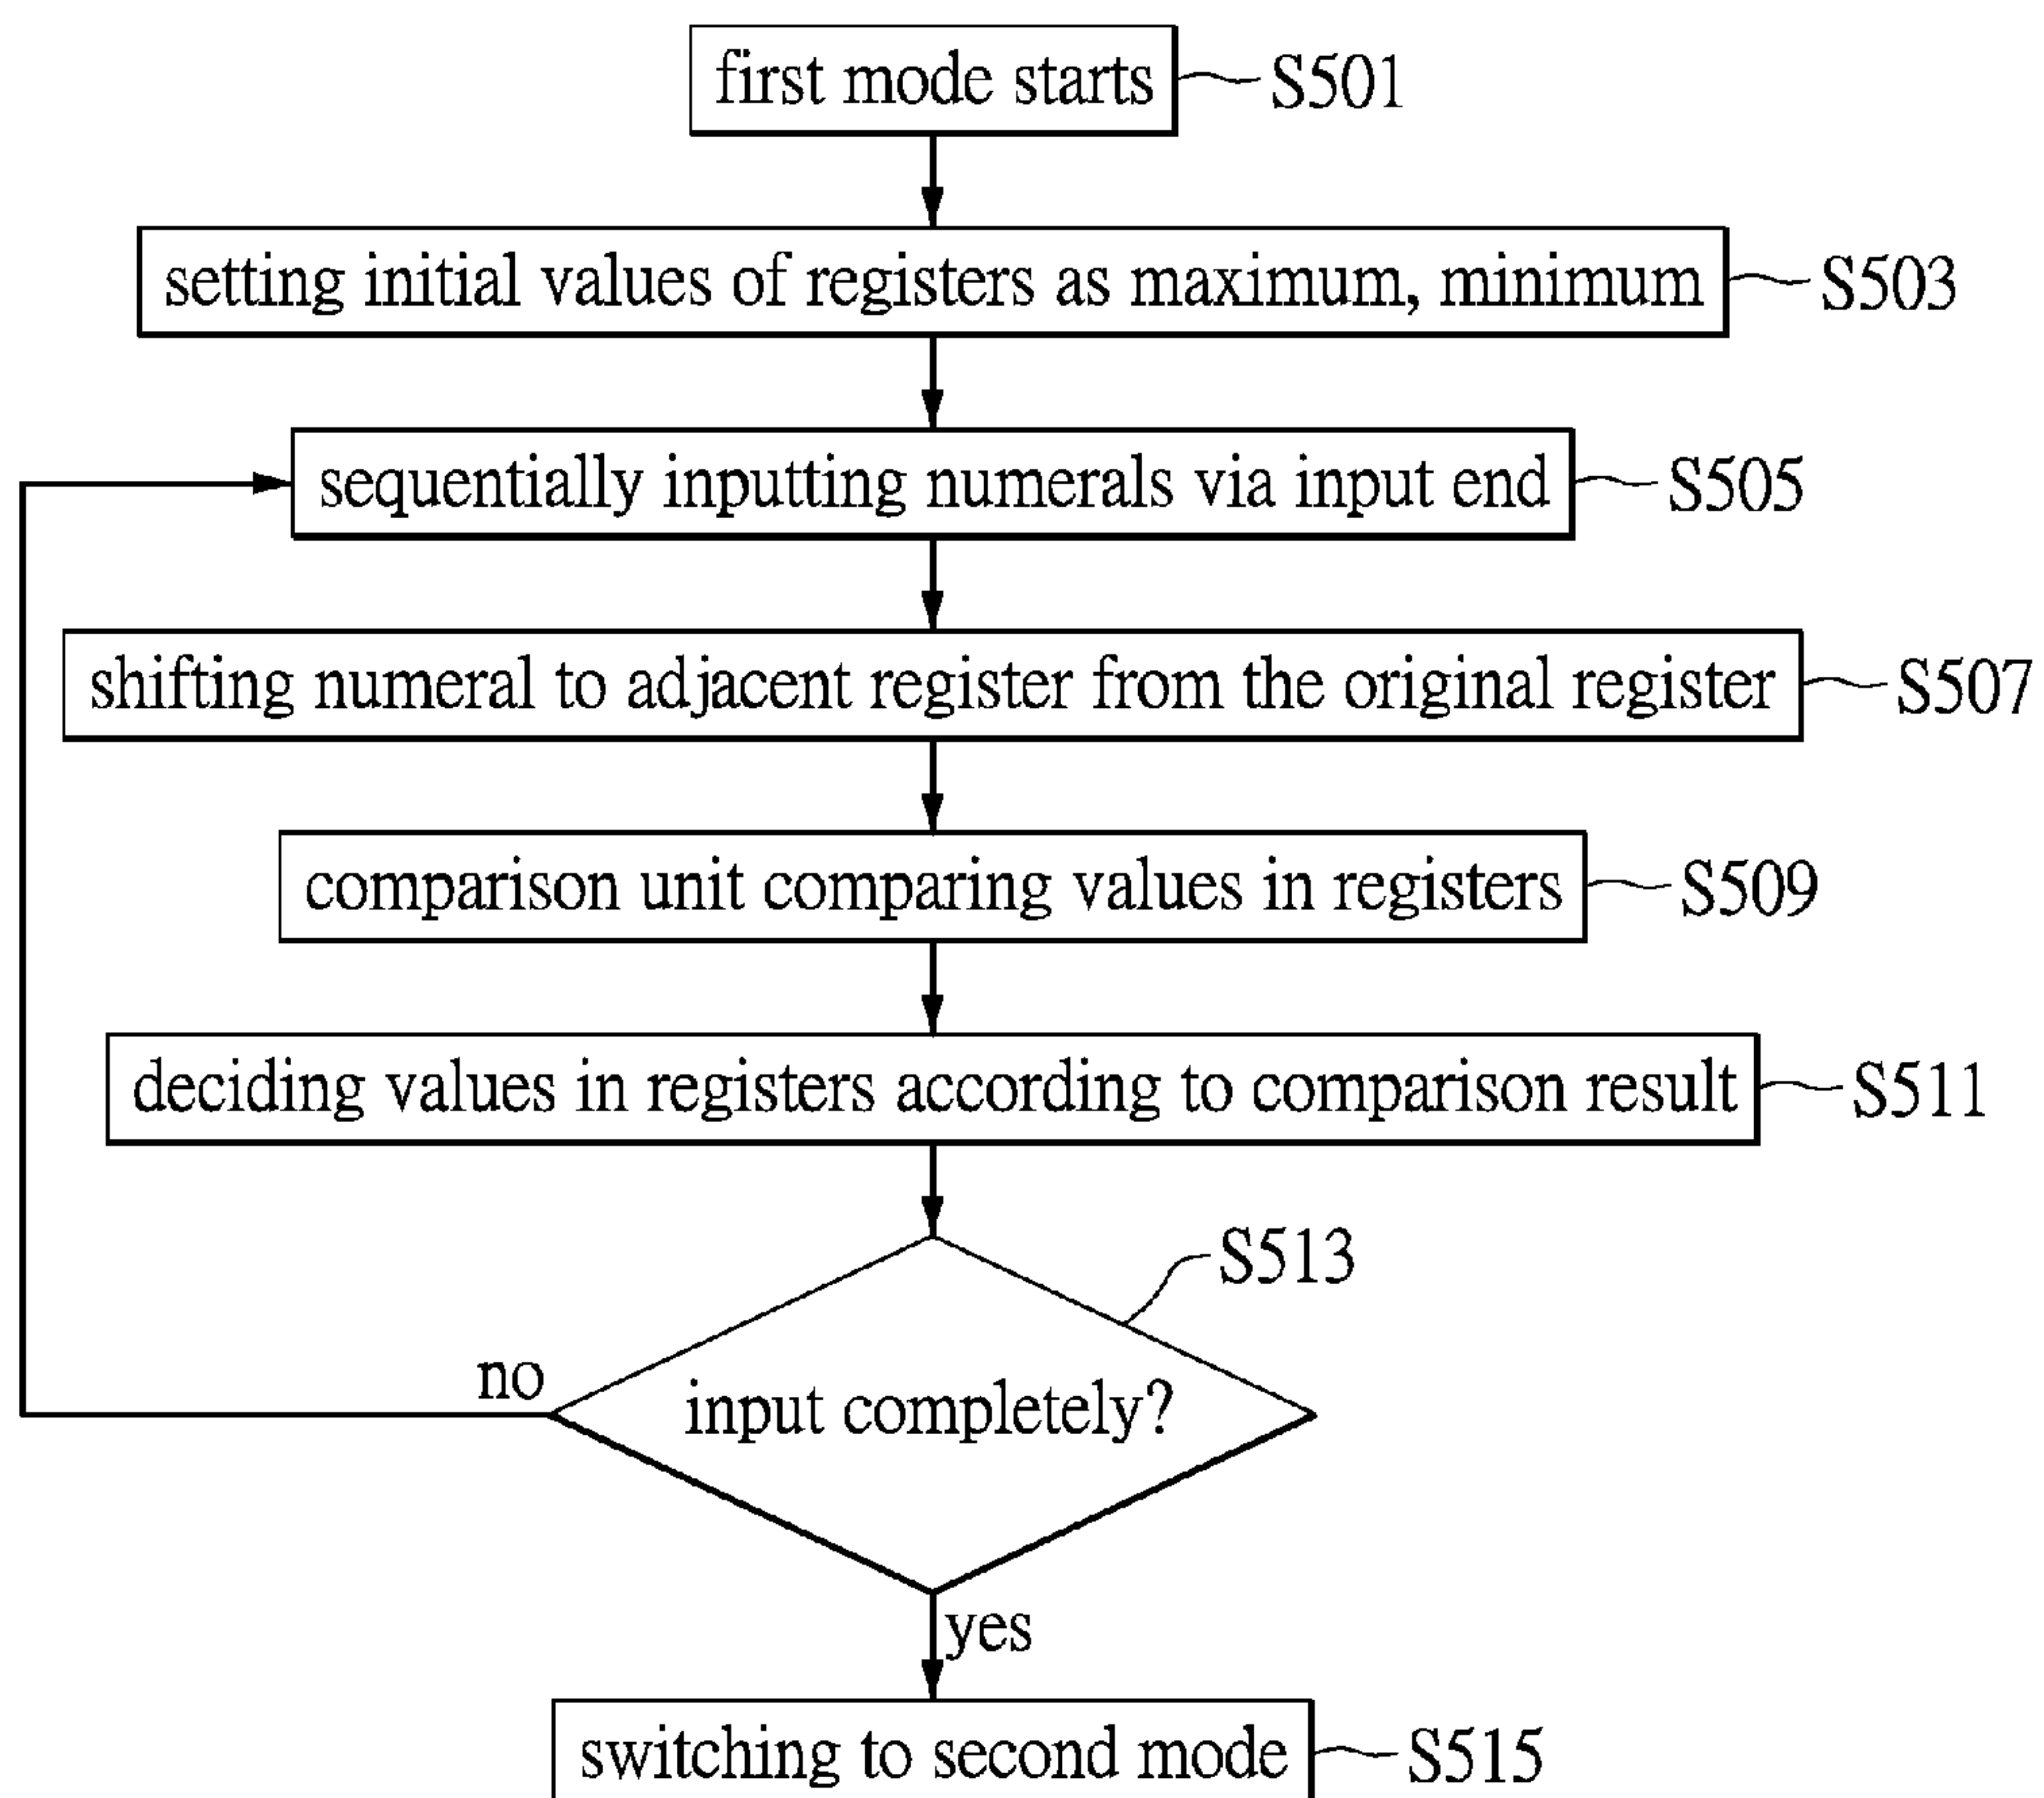 first mode starts S501
setting initial values of registers as maximum, minimum S503
sequentially inputting numerals via input end S505
shifting numeral to adjacent register from the original register S507
comparison unit comparing values in registers S509
deciding values in registers according to comparison result S511
S513
no
input completely?
yes
switching to second mode S515